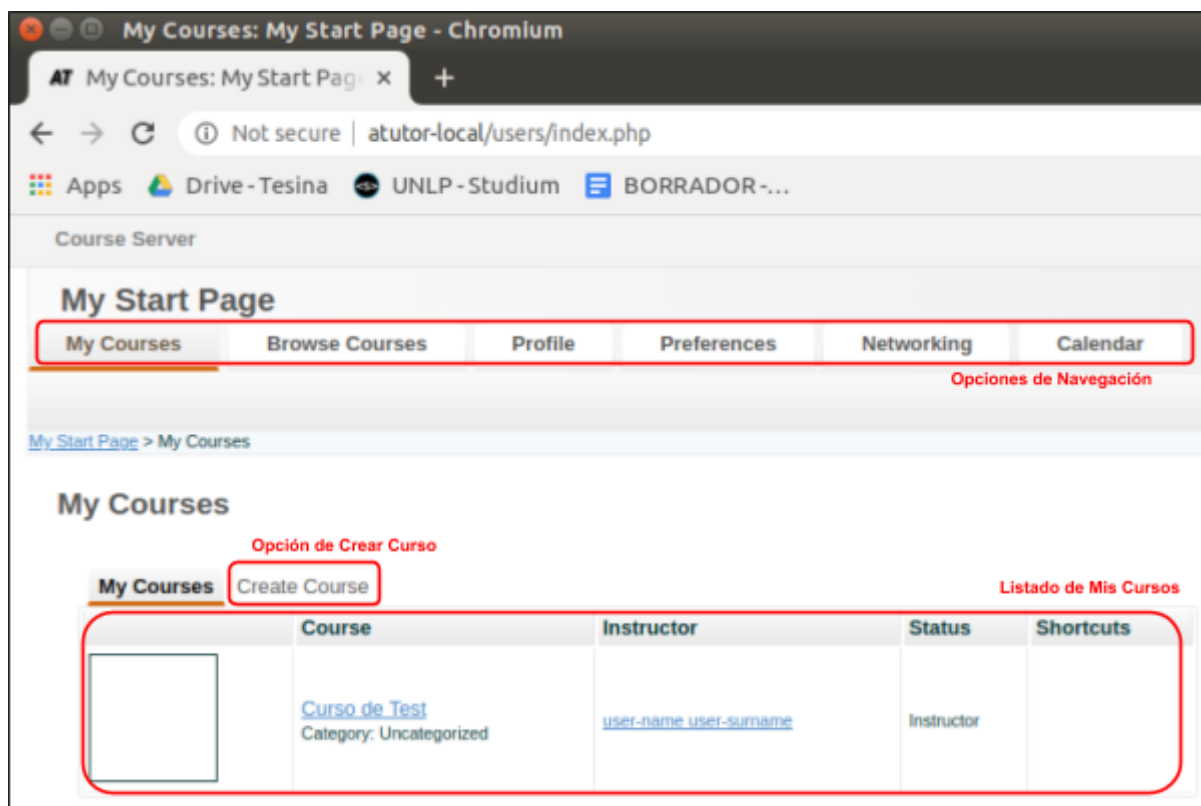 My Courses: My Start Page - Chromium
AT My Courses: My Start Pag
Not secure | atutor-local/users/index.php
Apps Drive - Tesina UNLP - Studium BORRADOR -...
Course Server
My Start Page
My Courses Browse Courses Profile Preferences Networking Calendar
Opciones de Navegación
My Start Page > My Courses
My Courses
Opción de Crear Curso
My Courses Create Course Listado de Mis Cursos
Course Instructor Status Shortcuts
Curso de Test
Category: Uncategorized
user-name user-surname Instructor